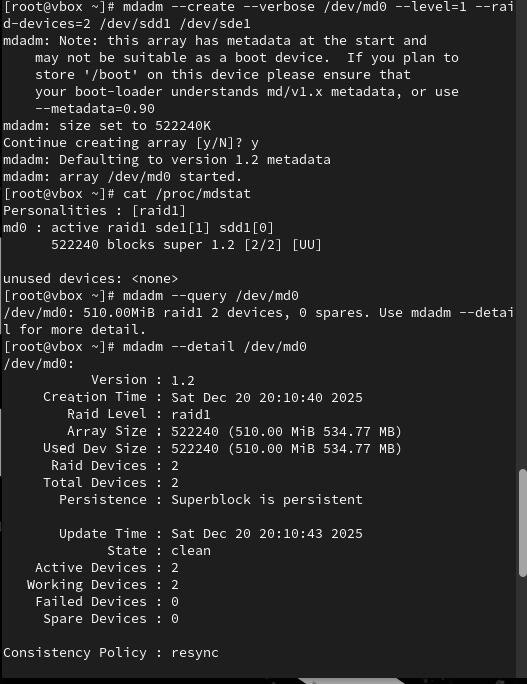 [root@vbox ~]# mdadm --create --verbose /dev/md0 --level=1 --rai
d-devices=2 /dev/sdd1 /dev/sde1
mdadm: Note: this array has metadata at the start and
    may not be suitable as a boot device.  If you plan to
    store '/boot' on this device please ensure that
    your boot-loader understands md/v1.x metadata, or use
    --metadata=0.90
mdadm: size set to 522240K
Continue creating array [y/N]? y
mdadm: Defaulting to version 1.2 metadata
mdadm: array /dev/md0 started.
[root@vbox ~]# cat /proc/mdstat
Personalities : [raid1]
md0 : active raid1 sde1[1] sdd1[0]
      522240 blocks super 1.2 [2/2] [UU]

unused devices: <none>
[root@vbox ~]# mdadm --query /dev/md0
/dev/md0: 510.00MiB raid1 2 devices, 0 spares. Use mdadm --detai
l for more detail.
[root@vbox ~]# mdadm --detail /dev/md0
/dev/md0:
           Version : 1.2
     Creation Time : Sat Dec 20 20:10:40 2025
        Raid Level : raid1
        Array Size : 522240 (510.00 MiB 534.77 MB)
     Used Dev Size : 522240 (510.00 MiB 534.77 MB)
      Raid Devices : 2
     Total Devices : 2
       Persistence : Superblock is persistent

       Update Time : Sat Dec 20 20:10:43 2025
             State : clean
    Active Devices : 2
   Working Devices : 2
    Failed Devices : 0
     Spare Devices : 0

Consistency Policy : resync